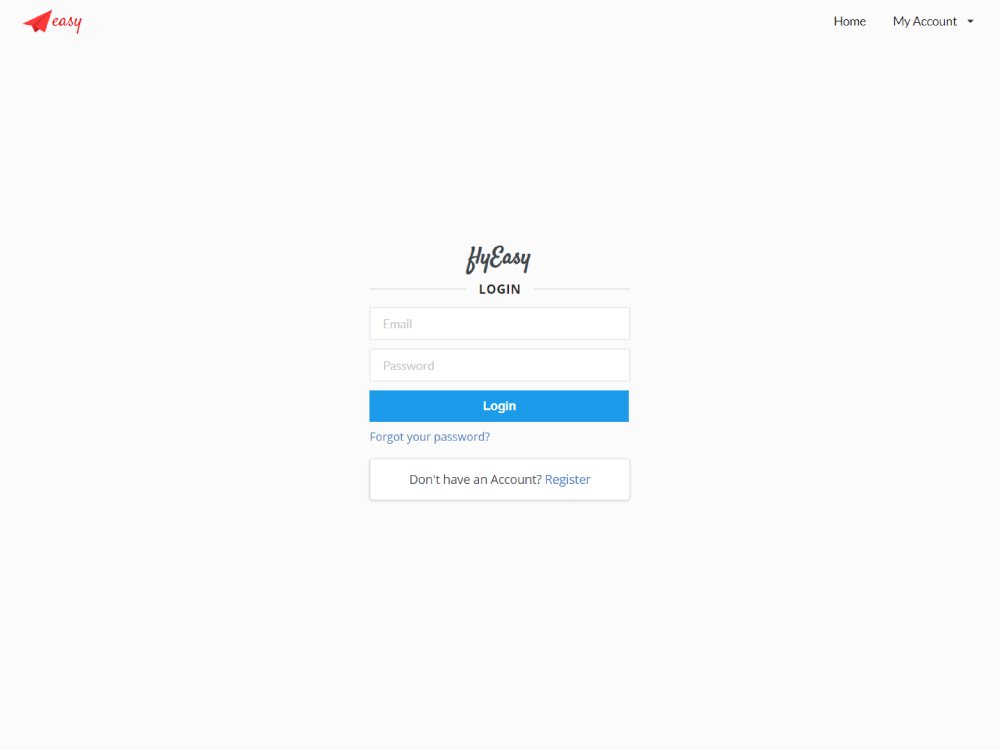 easy
Home
My Account
flyEasy
LOGIN
Email
Password
Login
Forgot your password?
Don't have an Account? Register